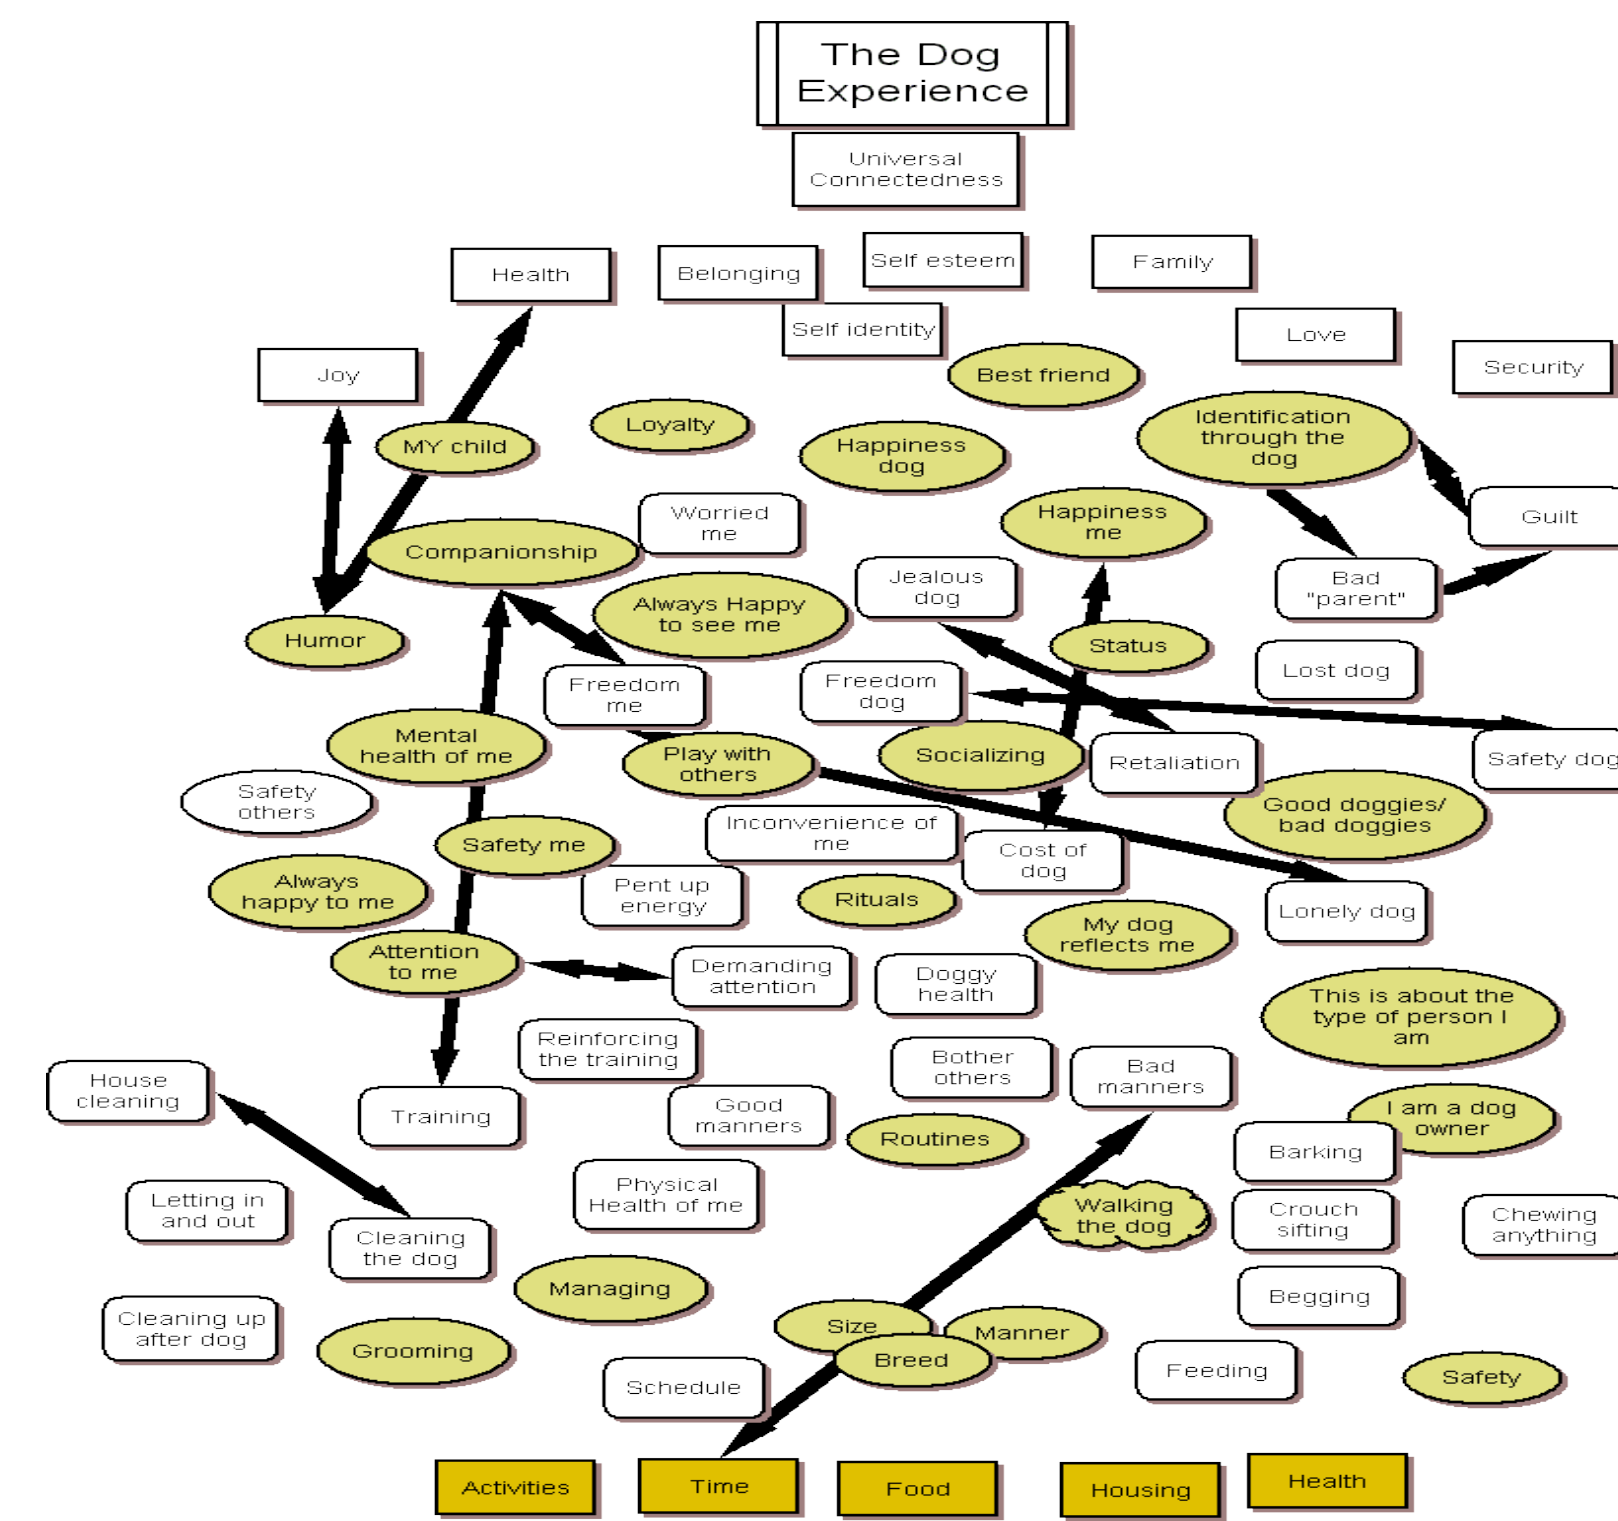 The Dog
Experience
Universal
Connectedness
Health
Belonging
Self esteem
Family
Self identity
Love
Joy
Security
Best friend
MY child
Loyalty
Happiness
dog
Identification
through the
dog
Worried
me
Happiness
me
Guilt
Companionship
Jealous
dog
Bad
"parent"
Humor
Always Happy
to see me
Status
Lost dog
Freedom
me
Freedom
dog
Mental
health of me
Play with
others
Socializing
Retaliation
Safety dog
Safety
others
Good doggies/
bad doggies
Safety me
Inconvenience of
me
Cost of
dog
Always
happy to me
Pent up
energy
Rituals
Lonely dog
My dog
reflects me
Attention
to me
Demanding
attention
Doggy
health
This is about the
type of person I
am
Reinforcing
the training
Bother
others
Bad
manners
House
cleaning
Training
Good
manners
Routines
I am a dog
owner
Barking
Letting in
and out
Physical
Health of me
Walking
the dog
Crouch
sifting
Chewing
anything
Cleaning
the dog
Managing
Begging
Cleaning up
after dog
Grooming
Size
Manner
Breed
Schedule
Feeding
Safety
Activities
Time
Food
Housing
Health